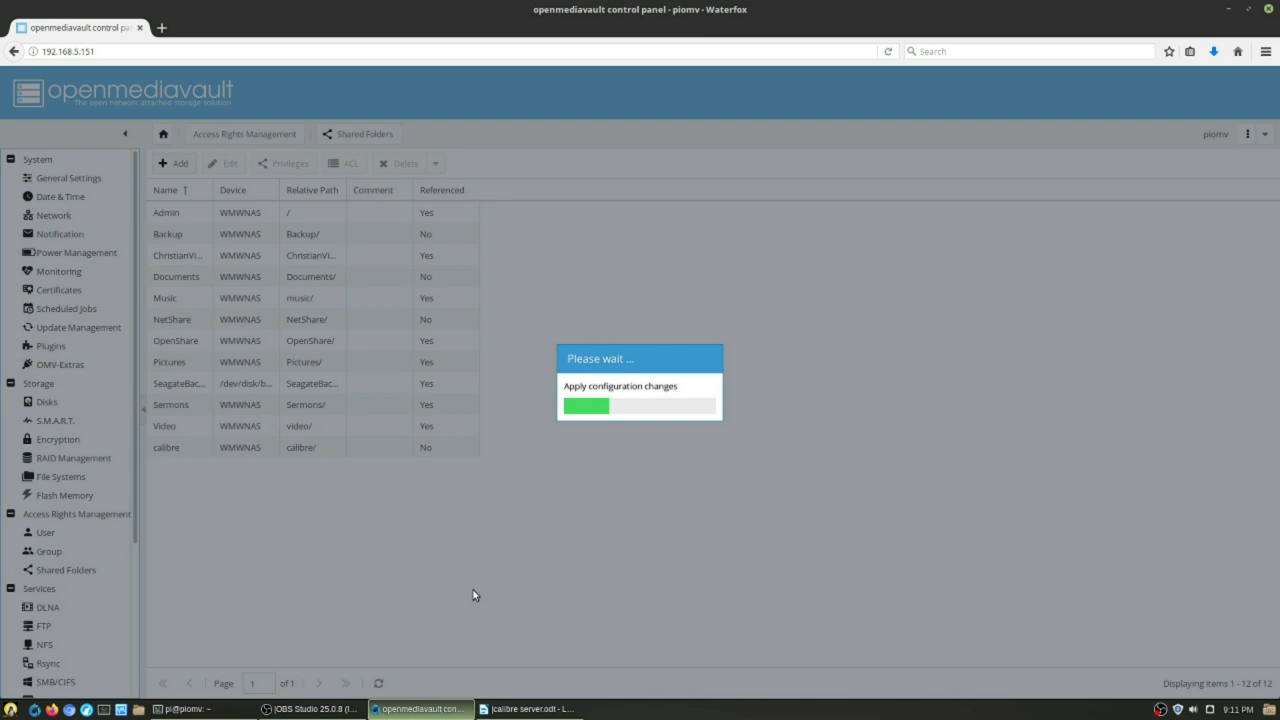 openmediavault control panel - piomv - Waterfox
openmediavault control pa
192.168.5.151
Search
openmediavault
The open network attached storage solution
Access Rights Management
Shared Folders
piomv
Add
Edit
Privileges
ACL
Delete
Name Device Relative Path Comment Referenced
Admin WMWNAS / Yes
Backup WMWNAS Backup/ No
ChristianVi... WMWNAS ChristianVi... Yes
Documents WMWNAS Documents/ No
Music WMWNAS music/ Yes
NetShare WMWNAS NetShare/ No
OpenShare WMWNAS OpenShare/ Yes
Pictures WMWNAS Pictures/ Yes
SeagateBac... /dev/disk/b... SeagateBac... Yes
Sermons WMWNAS Sermons/ Yes
Video WMWNAS video/ Yes
calibre WMWNAS calibre/ No
System
General Settings
Date & Time
Network
Notification
Power Management
Monitoring
Certificates
Scheduled Jobs
Update Management
Plugins
OMV-Extras
Storage
Disks
S.M.A.R.T.
Encryption
RAID Management
File Systems
Flash Memory
Access Rights Management
User
Group
Shared Folders
Services
DLNA
FTP
NFS
Rsync
SMB/CIFS
Please wait ...
Apply configuration changes
Page 1 of 1
Displaying items 1 - 12 of 12
pi@piomv: ~
|OBS Studio 25.0.8 (l...
openmediavault con...
|calibre server.odt - L...
9:11 PM